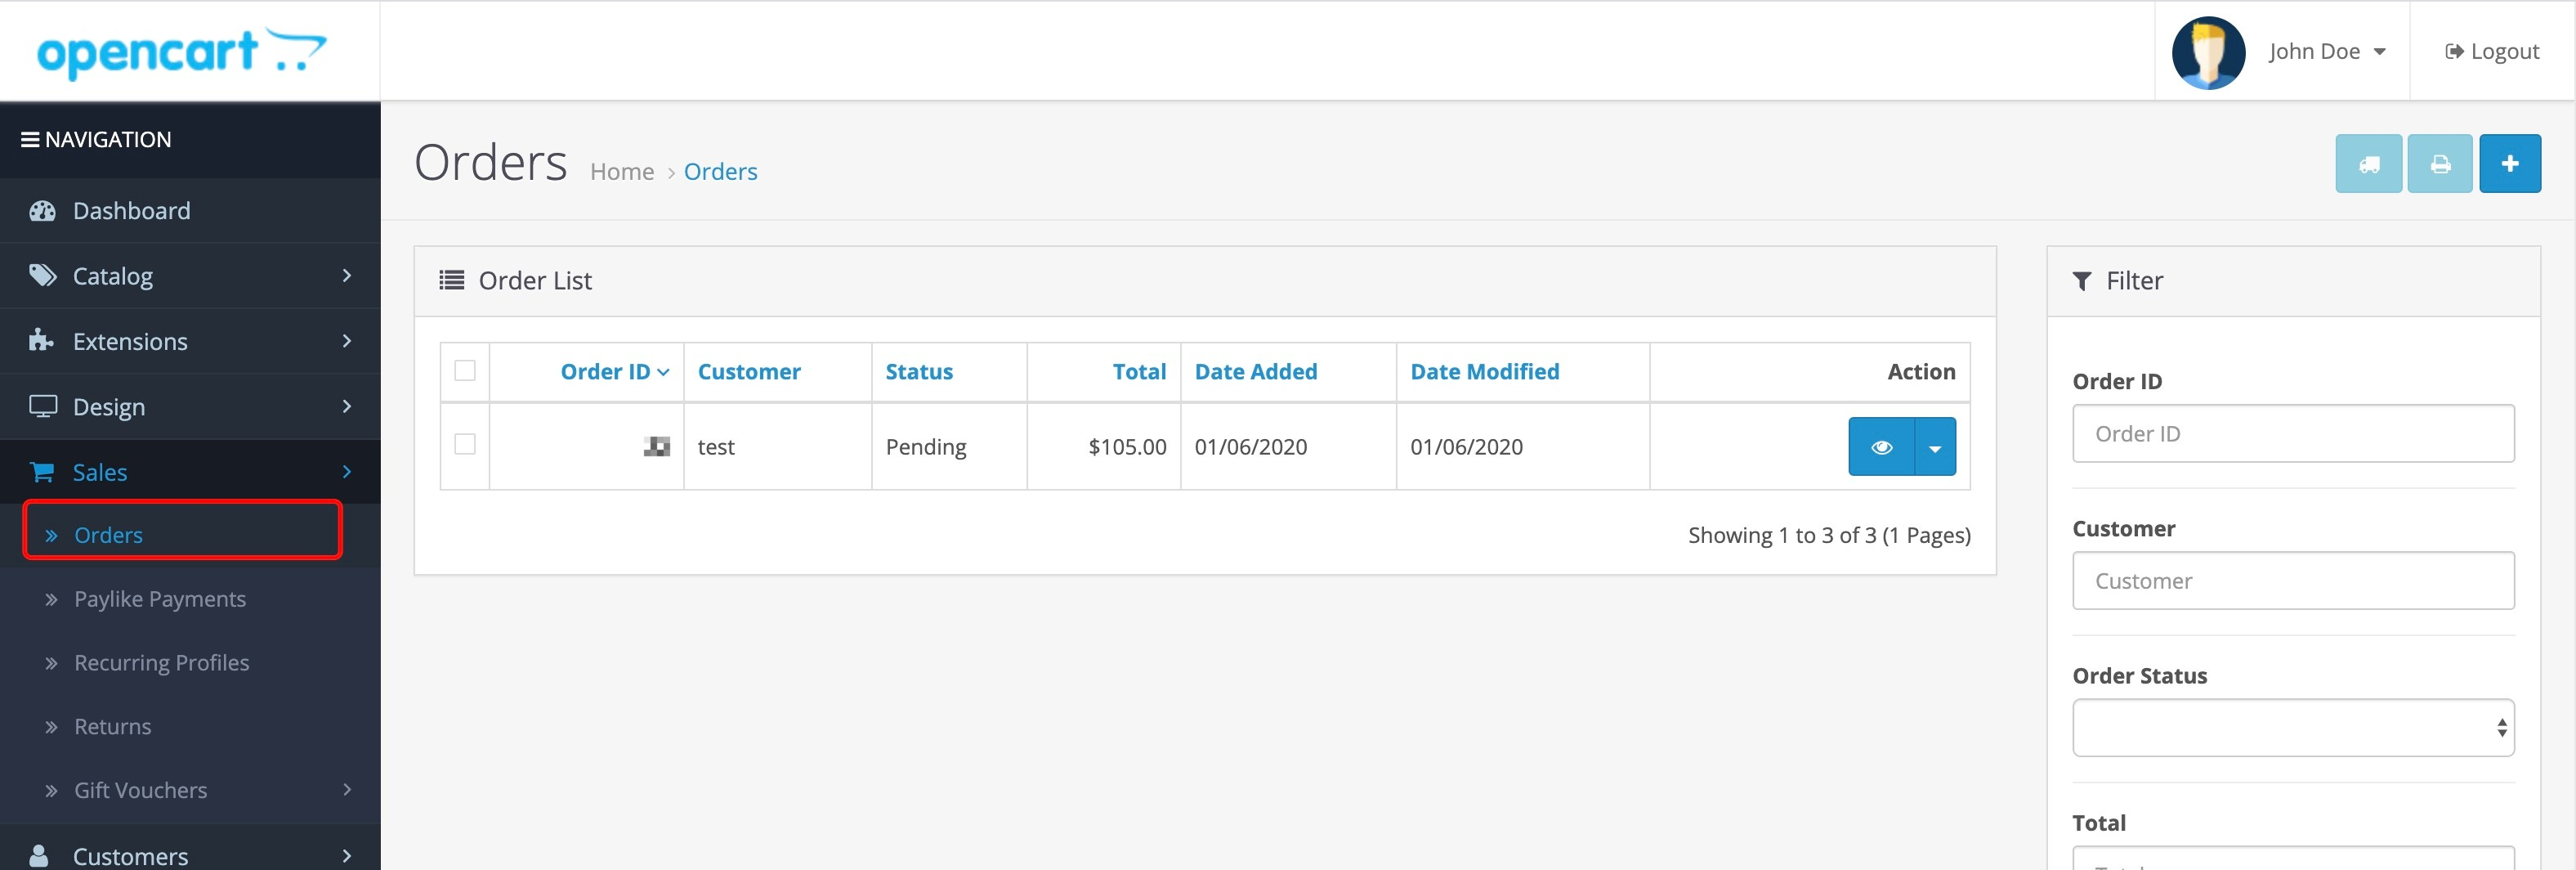 opencart
John Doe
Logout
NAVIGATION
Dashboard
Catalog
Extensions
Design
Sales
Orders
Paylike Payments
Recurring Profiles
Returns
Gift Vouchers
Customers
Orders
Home › Orders
Order List
Order ID Customer Status Total Date Added Date Modified Action
test Pending $105.00 01/06/2020 01/06/2020
Showing 1 to 3 of 3 (1 Pages)
Filter
Order ID
Order ID
Customer
Customer
Order Status
Total